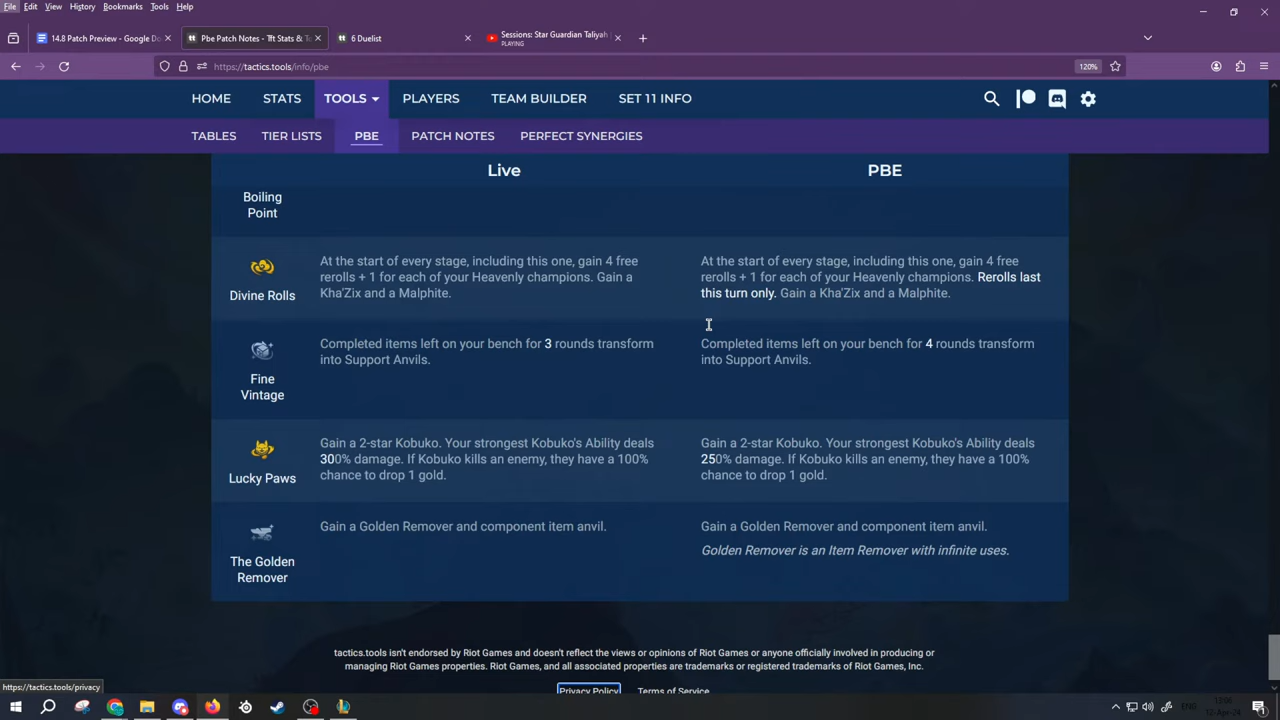 File Edit View History Bookmarks Tools Help
14.8 Patch Preview - Google Do
Pbe Patch Notes - Tft Stats & T
6 Duelist
Sessions: Star Guardian Taliyah
PLAYING
https://tactics.tools/info/pbe
120%
HOME STATS TOOLS PLAYERS TEAM BUILDER SET 11 INFO
TABLES TIER LISTS PBE PATCH NOTES PERFECT SYNERGIES
Live PBE
Boiling
Point
Divine Rolls
At the start of every stage, including this one, gain 4 free
rerolls + 1 for each of your Heavenly champions. Gain a
Kha'Zix and a Malphite.
At the start of every stage, including this one, gain 4 free
rerolls + 1 for each of your Heavenly champions. Rerolls last
this turn only. Gain a Kha'Zix and a Malphite.
Fine
Vintage
Completed items left on your bench for 3 rounds transform
into Support Anvils.
Completed items left on your bench for 4 rounds transform
into Support Anvils.
Lucky Paws
Gain a 2-star Kobuko. Your strongest Kobuko's Ability deals
300% damage. If Kobuko kills an enemy, they have a 100%
chance to drop 1 gold.
Gain a 2-star Kobuko. Your strongest Kobuko's Ability deals
250% damage. If Kobuko kills an enemy, they have a 100%
chance to drop 1 gold.
The Golden
Remover
Gain a Golden Remover and component item anvil.
Gain a Golden Remover and component item anvil.
Golden Remover is an Item Remover with infinite uses.
tactics.tools isn't endorsed by Riot Games and doesn't reflect the views or opinions of Riot Games or anyone officially involved in producing or
managing Riot Games properties. Riot Games, and all associated properties are trademarks or registered trademarks of Riot Games, Inc.
Privacy Policy Terms of Service
https://tactics.tools/privacy
ENG
12-Apr-24